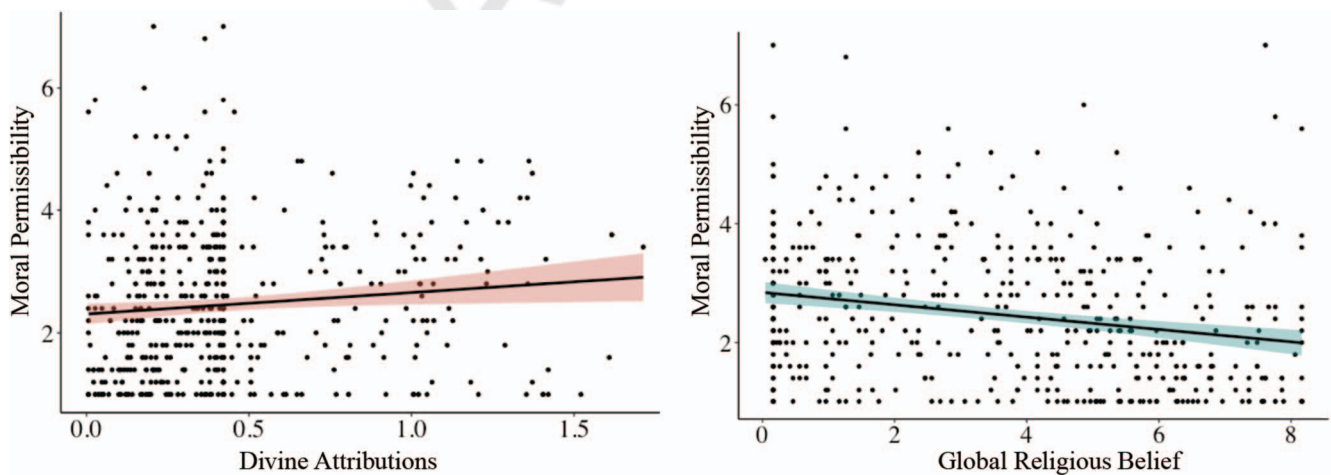 Moral Permissibility
6
4
2
0.0 0.5 1.0 1.5
Divine Attributions
Moral Permissibility
6
4
2
0 2 4 6 8
Global Religious Belief